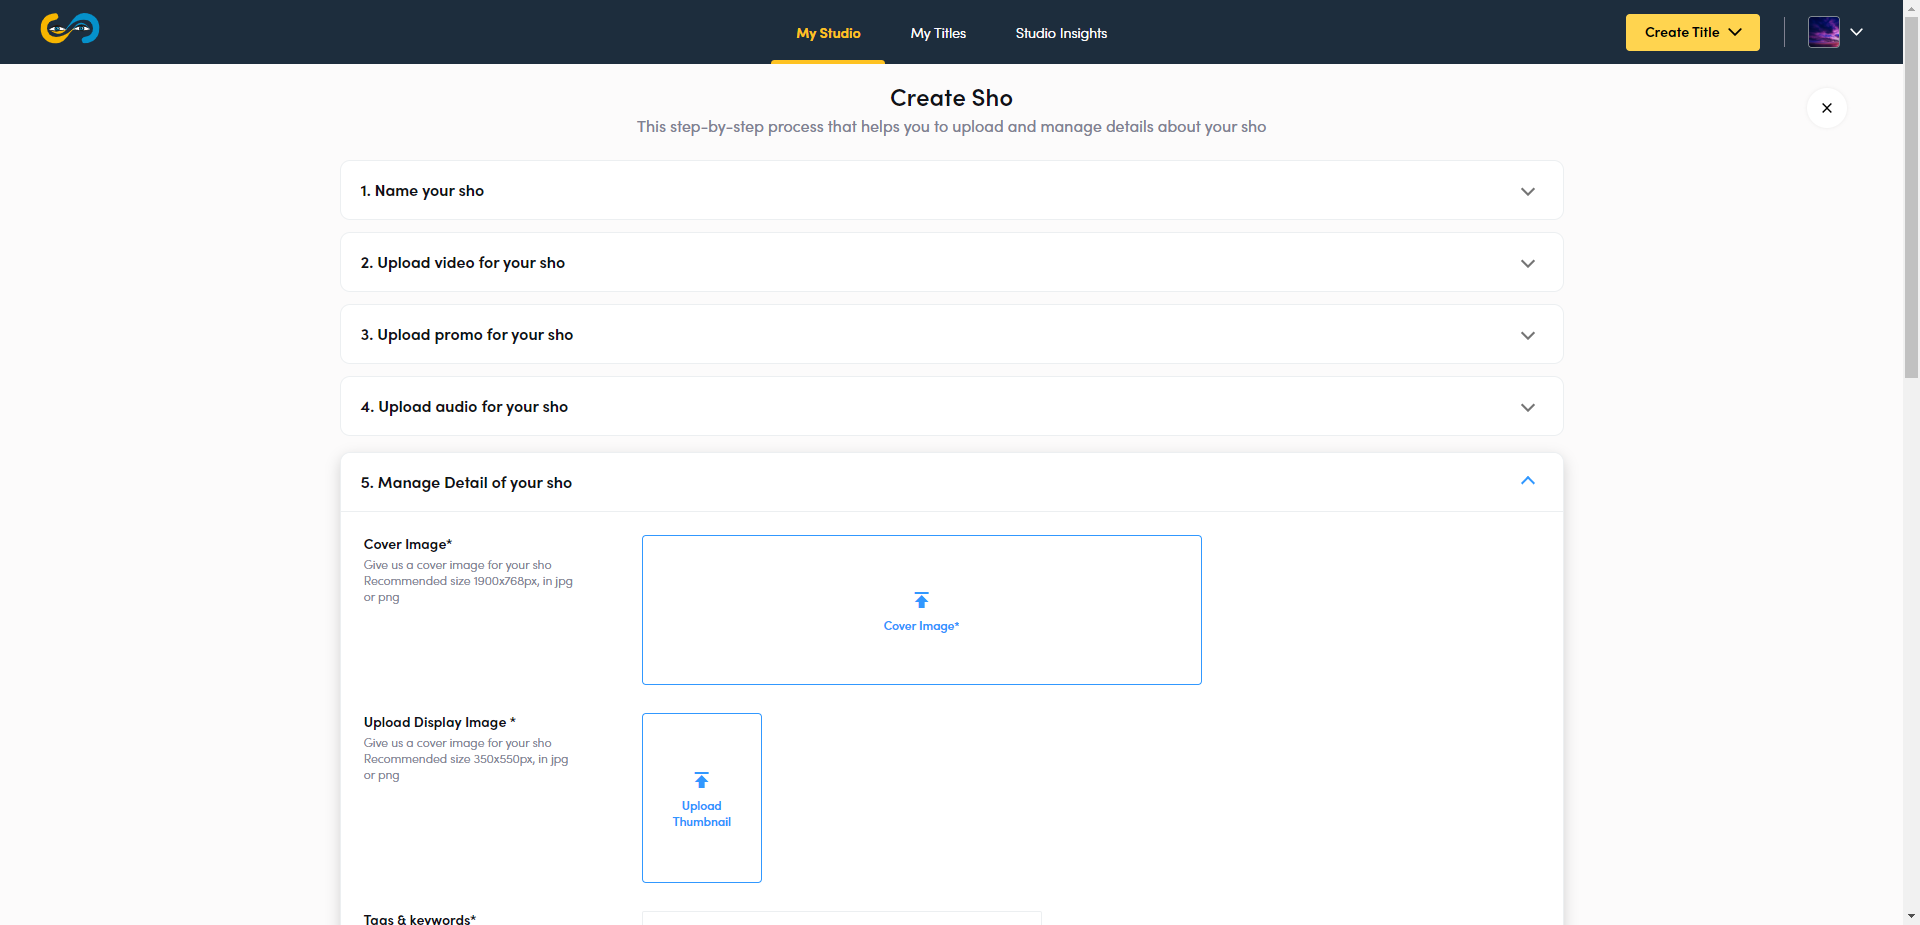 My Studio
My Titles
Studio Insights
Create Title
Create Sho
This step-by-step process that helps you to upload and manage details about your sho
1. Name your sho
2. Upload video for your sho
3. Upload promo for your sho
4. Upload audio for your sho
5. Manage Detail of your sho
Cover Image*
Give us a cover image for your sho
Recommended size 1900x768px, in jpg
or png
Cover Image*
Upload Display Image *
Give us a cover image for your sho
Recommended size 350x550px, in jpg
or png
Upload
Thumbnail
Tags & keywords*